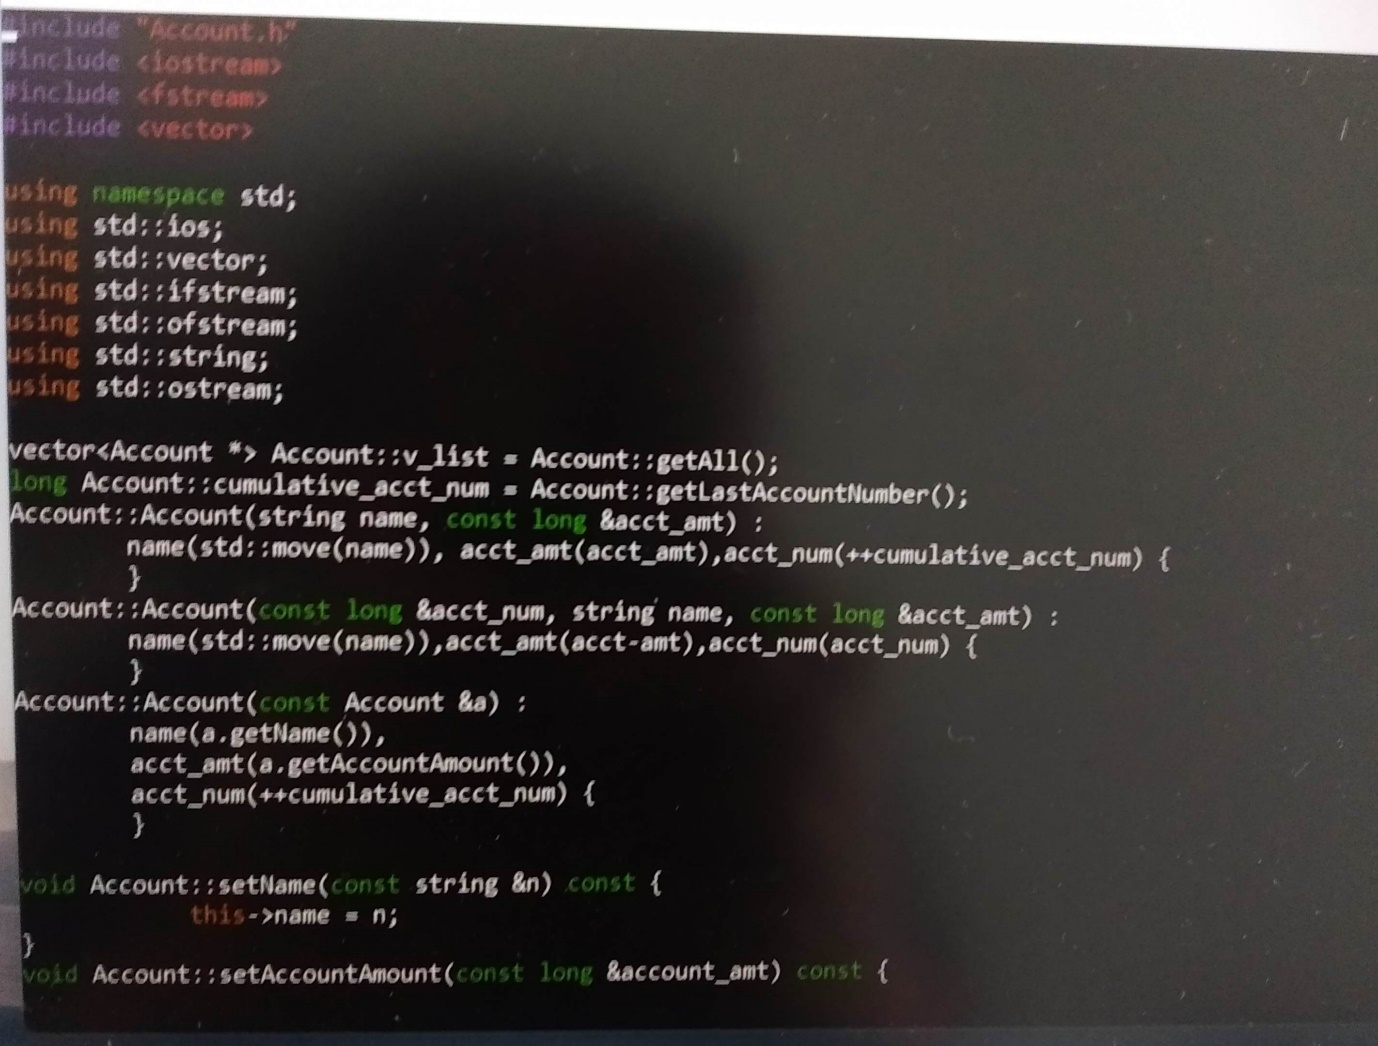 #include "Account.h"
#include <iostream>
#include <fstream>
#include <vector>
using namespace std;
using std::ios;
using std::vector;
using std::ifstream;
using std::ofstream;
using std::string;
using std::ostream;
vector<Account *> Account::v_list = Account::getAll();
long Account::cumulative_acct_num = Account::getLastAccountNumber();
Account::Account(string name, const long &acct_amt) :
name(std::move(name)), acct_amt(acct_amt),acct_num(++cumulative_acct_num) {
}
Account::Account(const long &acct_num, string name, const long &acct_amt) :
name(std::move(name)),acct_amt(acct-amt),acct_num(acct_num) {
}
Account::Account(const Account &a) :
name(a.getName()),
acct_amt(a.getAccountAmount()),
acct_num(++cumulative_acct_num) {
}
void Account::setName(const string &n) const {
this->name = n;
}
void Account::setAccountAmount(const long &account_amt) const {